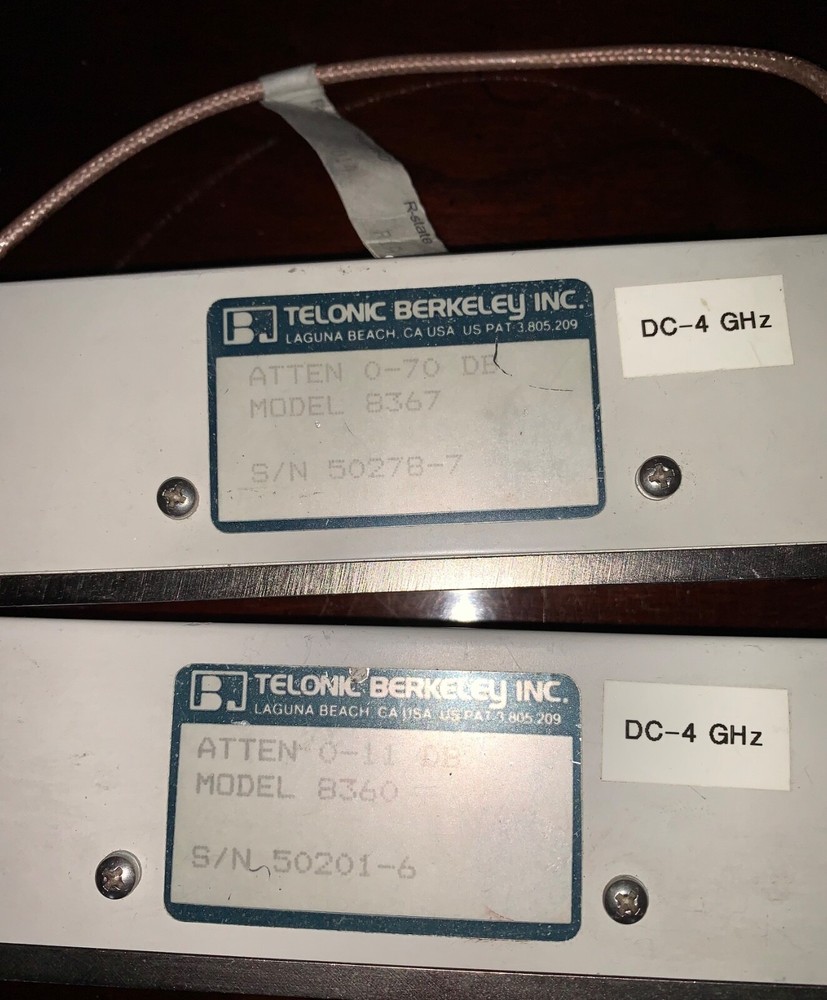 R-state
TELONIC BERKELEY INC.
LAGUNA BEACH, CA USA US PAT 3.805.209
ATTEN 0-70 DB
MODEL 8367
S/N 50278-7
DC-4 GHz
TELONIC BERKELEY INC.
LAGUNA BEACH, CA USA US PAT 3.805.209
ATTEN 0-11 DB
MODEL 8360
S/N 50201-6
DC-4 GHz